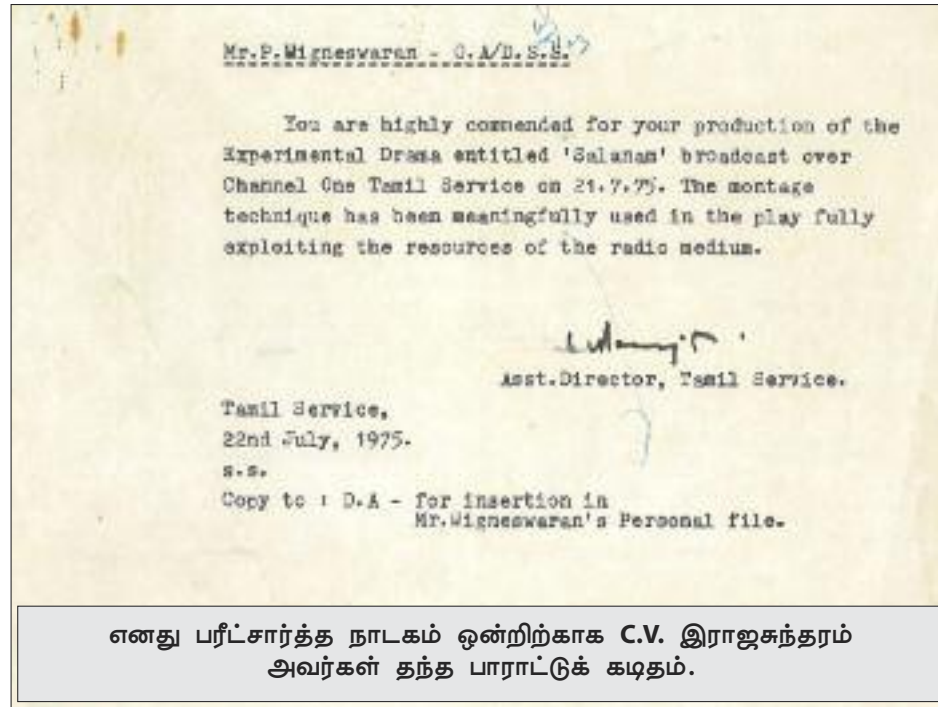 Mr.P.Wigneswaran - C.A/D.S.S.
You are highly commended for your production of the
Experimental Drama entitled 'Salanam' broadcast over
Channel One Tamil Service on 21.7.75. The montage
technique has been meaningfully used in the play fully
exploiting the resources of the radio medium.
Asst.Director, Tamil Service.
Tamil Service,
22nd July, 1975.
s.s.
Copy to : D.A - for insertion in
Mr.Wigneswaran's Personal file.
எனது பரீட்சார்த்த நாடகம் ஒன்றிற்காக C.V. இராஜசுந்தரம்
அவர்கள் தந்த பாராட்டுக் கடிதம்.